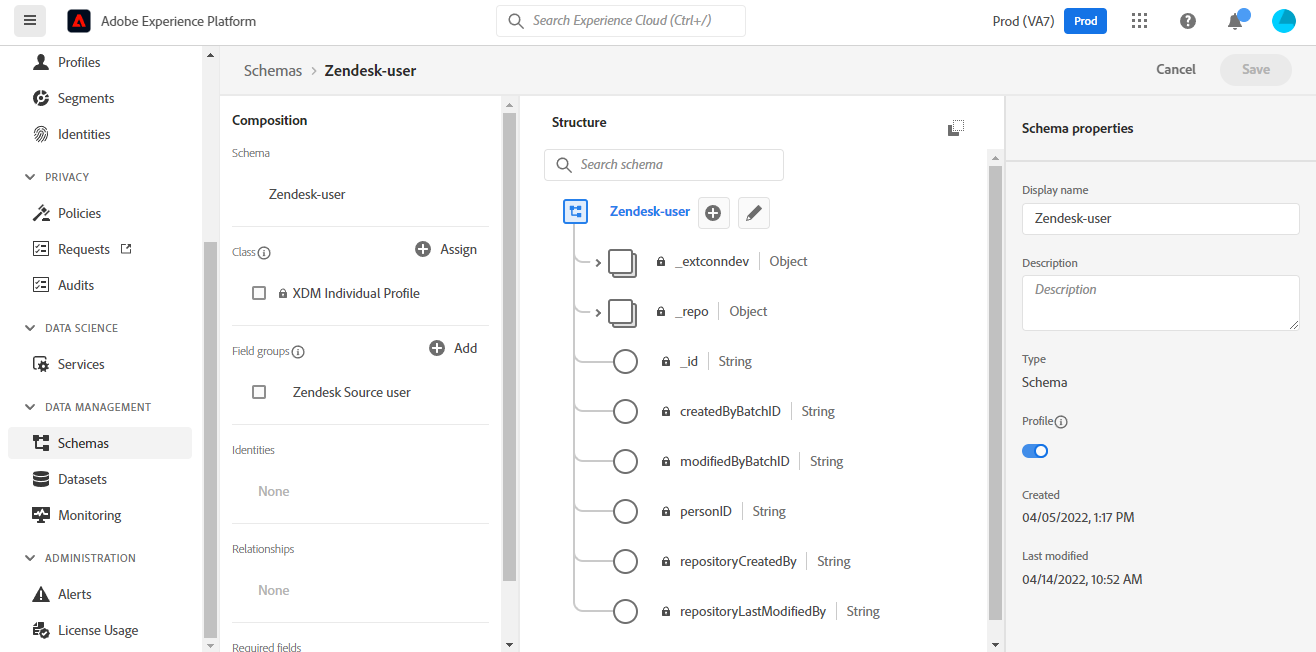 Adobe Experience Platform
Search Experience Cloud (Ctrl+/)
Prod (VA7)
Prod
Profiles
Segments
Identities
PRIVACY
Policies
Requests
Audits
DATA SCIENCE
Services
DATA MANAGEMENT
Schemas
Datasets
Monitoring
ADMINISTRATION
Alerts
License Usage
Schemas > Zendesk-user
Cancel
Save
Composition
Schema
Zendesk-user
Class
Assign
XDM Individual Profile
Field groups
Add
Zendesk Source user
Identities
None
Relationships
None
Required fields
Structure
Search schema
Zendesk-user
_extconndev | Object
_repo | Object
_id | String
createdByBatchID | String
modifiedByBatchID | String
personID | String
repositoryCreatedBy | String
repositoryLastModifiedBy | String
Schema properties
Display name
Zendesk-user
Description
Description
Type
Schema
Profile
Created
04/05/2022, 1:17 PM
Last modified
04/14/2022, 10:52 AM